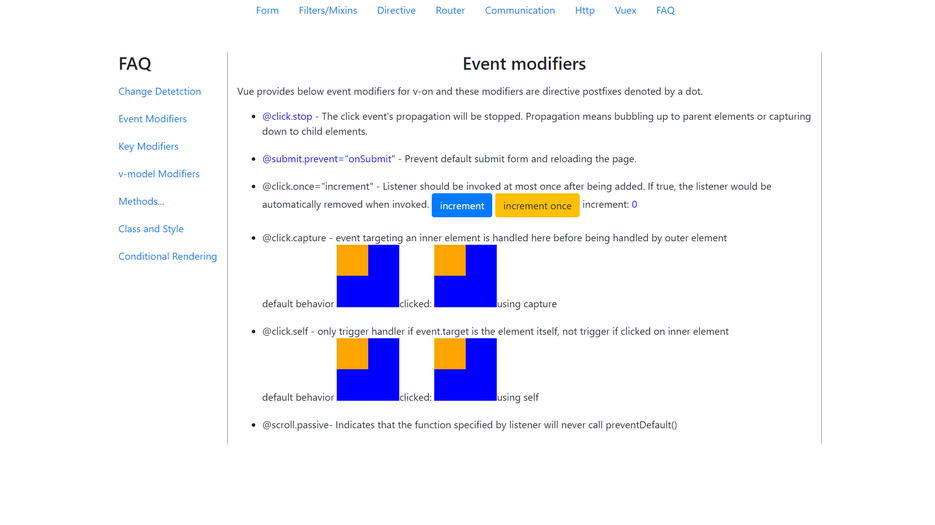 Form Filters/Mixins Directive Router Communication Http Vuex FAQ
FAQ
Change Detetction
Event Modifiers
Key Modifiers
v-model Modifiers
Methods...
Class and Style
Conditional Rendering
Event modifiers
Vue provides below event modifiers for v-on and these modifiers are directive postfixes denoted by a dot.
@click.stop - The click event's propagation will be stopped. Propagation means bubbling up to parent elements or capturing
down to child elements.
@submit.prevent="onSubmit" - Prevent default submit form and reloading the page.
@click.once="increment" - Listener should be invoked at most once after being added. If true, the listener would be
automatically removed when invoked. increment increment once increment: 0
@click.capture - event targeting an inner element is handled here before being handled by outer element
default behavior clicked: using capture
@click.self - only trigger handler if event.target is the element itself, not trigger if clicked on inner element
default behavior clicked: using self
@scroll.passive- Indicates that the function specified by listener will never call preventDefault()